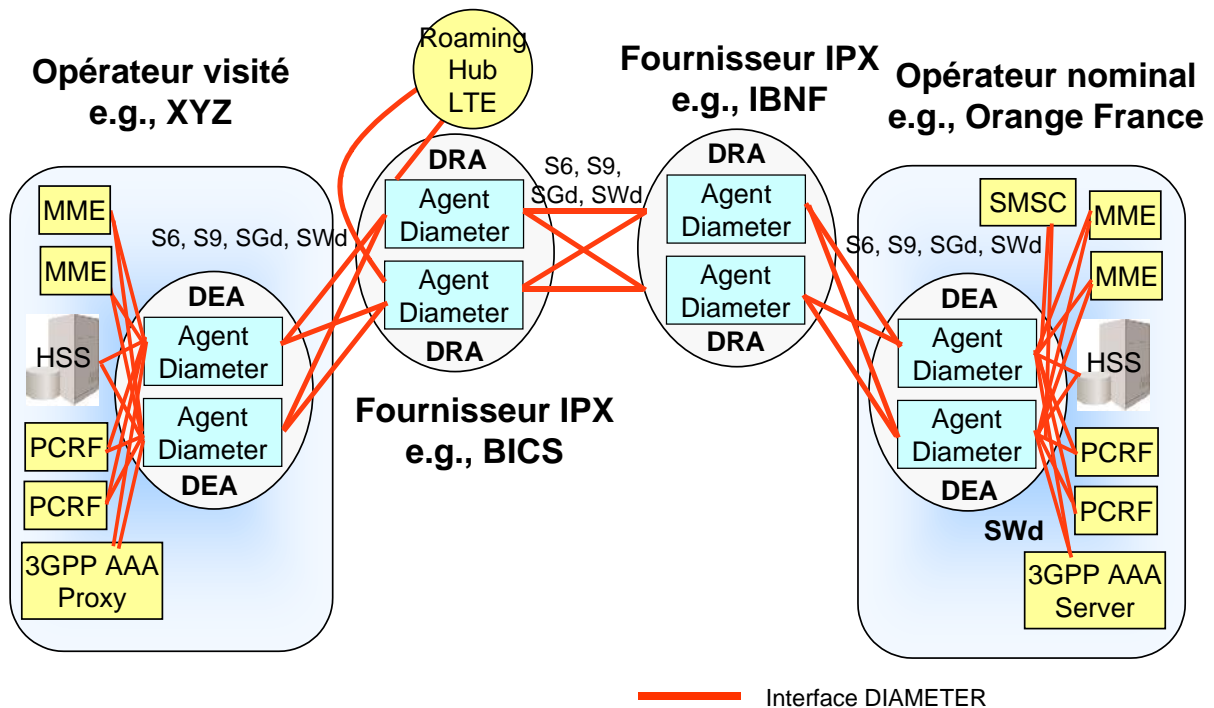 Opérateur visité
e.g., XYZ
MME
MME
HSS
PCRF
PCRF
3GPP AAA
Proxy
S6, S9, SGd, SWd
DEA
Agent
Diameter
Agent
Diameter
DEA
Roaming
Hub
LTE
DRA
Agent
Diameter
Agent
Diameter
DRA
Fournisseur IPX
e.g., BICS
S6, S9,
SGd, SWd
Fournisseur IPX
e.g., IBNF
DRA
Agent
Diameter
Agent
Diameter
DRA
Opérateur nominal
e.g., Orange France
S6, S9, SGd, SWd
DEA
Agent
Diameter
Agent
Diameter
DEA
SWd
SMSC
MME
MME
HSS
PCRF
PCRF
3GPP AAA
Server
Interface DIAMETER